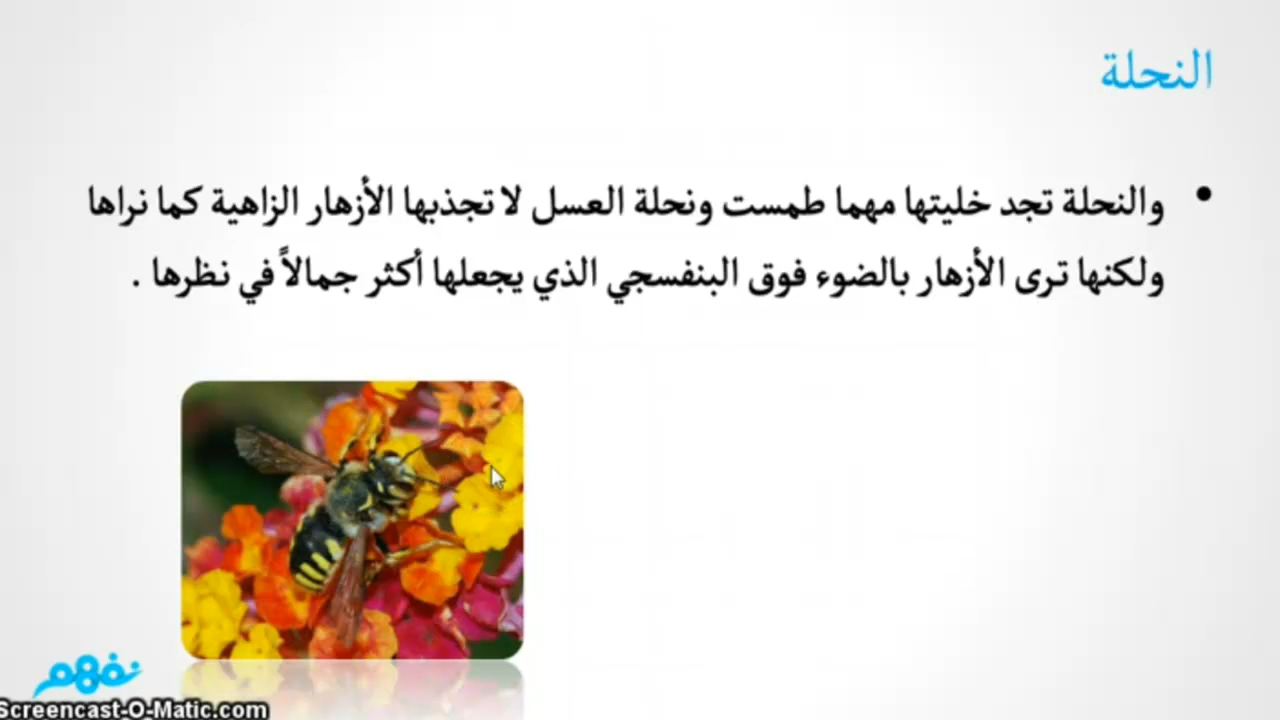 النحلة
• والنحلة تجد خليتها مهما طمست ونحلة العسل لا تجذبها الأزهار الزاهية كما نراها
ولكنها ترى الأزهار بالضوء فوق البنفسجي الذي يجعلها أكثر جمالاً في نظرها .
نفهم
Screencast-O-Matic.com